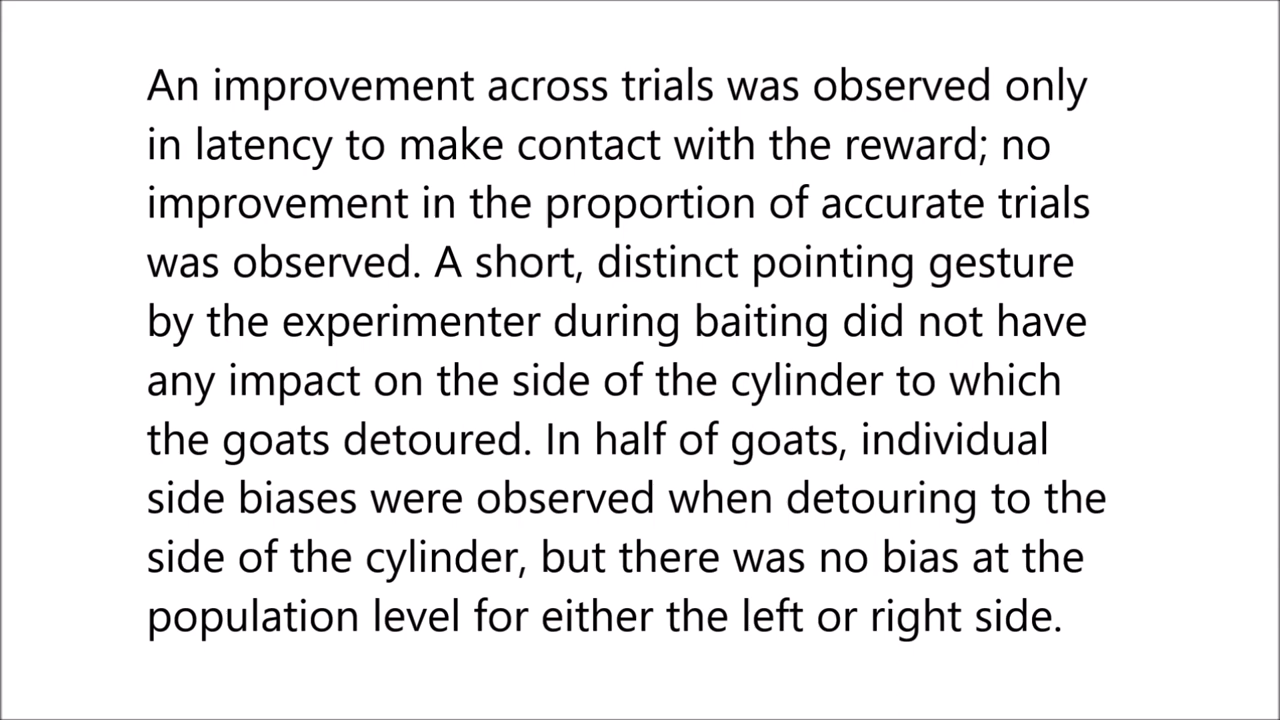 An improvement across trials was observed only
in latency to make contact with the reward; no
improvement in the proportion of accurate trials
was observed. A short, distinct pointing gesture
by the experimenter during baiting did not have
any impact on the side of the cylinder to which
the goats detoured. In half of goats, individual
side biases were observed when detouring to the
side of the cylinder, but there was no bias at the
population level for either the left or right side.